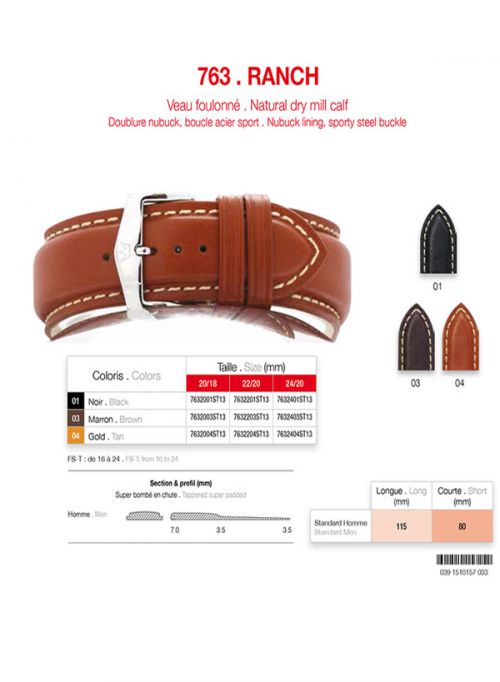 763 . RANCH
Veau foulonné . Natural dry mill calf
Doublure nubuck, boucle acier sport . Nubuck lining, sporty steel buckle
01
03 04
Coloris . Colors
Taille . Size (mm)
20/18 22/20 24/20
01 Noir . Black 7632001ST13 7632201ST13 7632401ST13
03 Marron . Brown 7632003ST13 7632203ST13 7632403ST13
04 Gold . Tan 7632004ST13 7632204ST13 7632404ST13
FS-T : de 16 à 24 . FS-T: from 16 to 24
Section & profil (mm)
Super bombé en chute . Tappered super padded
Homme . Men
7.0 3.5 3.5
Longue . Long (mm) Courte . Short (mm)
Standard Homme
Standard Men
115 80
039 1510157 033